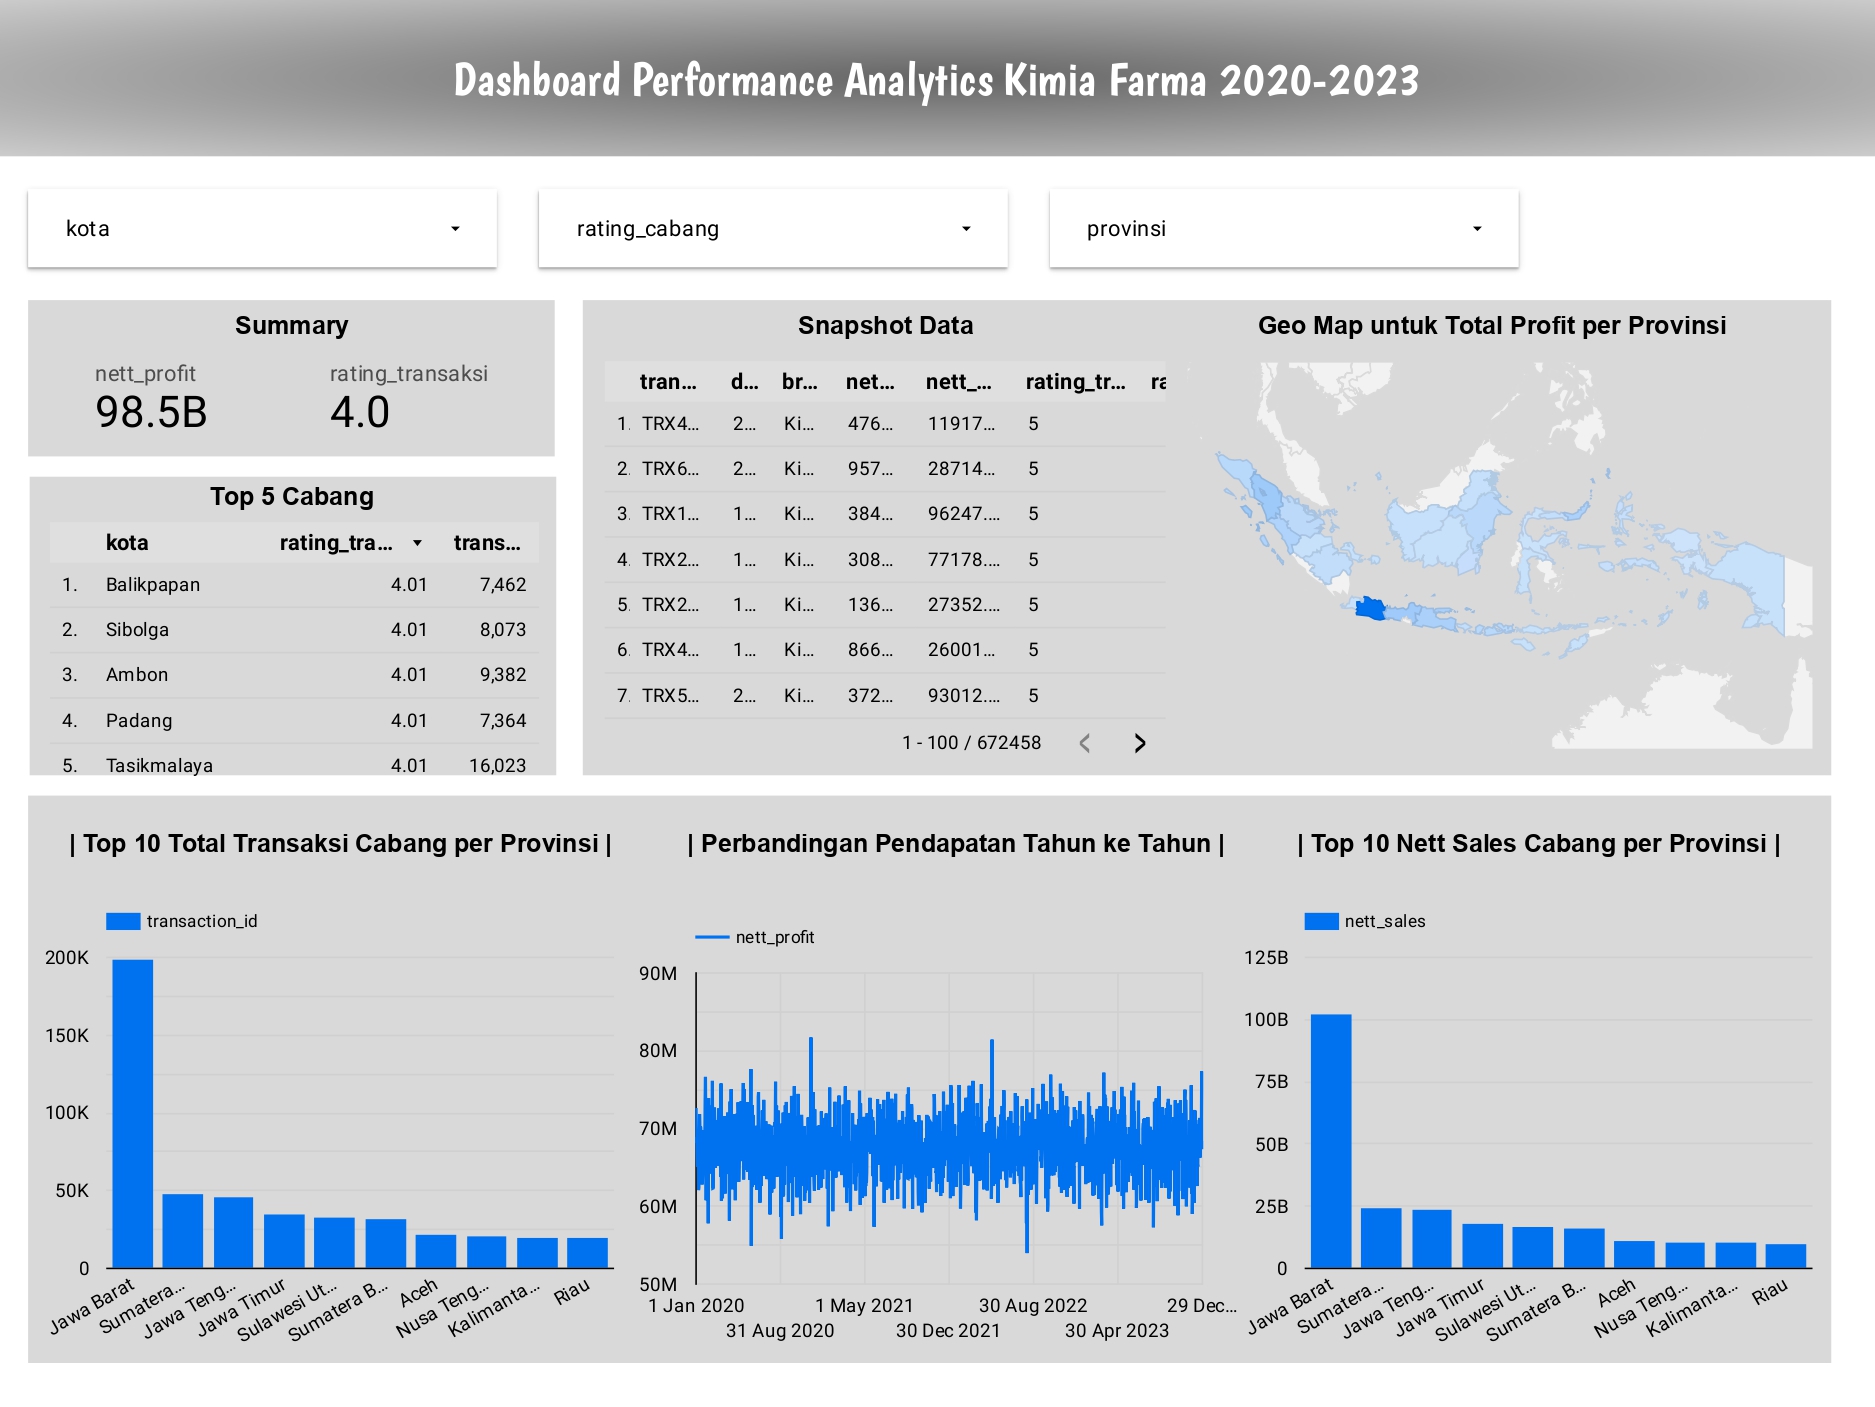 Dashboard Performance Analytics Kimia Farma 2020-2023
kota
rating_cabang
provinsi
Summary
nett_profit rating_transaksi
98.5B 4.0
Top 5 Cabang
kota rating_tra... trans...
1. Balikpapan 4.01 7,462
2. Sibolga 4.01 8,073
3. Ambon 4.01 9,382
4. Padang 4.01 7,364
5. Tasikmalaya 4.01 16,023
Snapshot Data
tran... d... br... net... nett_... rating_tr... ra
1. TRX4... 2... Ki... 476... 11917... 5
2. TRX6... 2... Ki... 957... 28714... 5
3. TRX1... 1... Ki... 384... 96247.... 5
4. TRX2... 1... Ki... 308... 77178.... 5
5. TRX2... 1... Ki... 136... 27352.... 5
6. TRX4... 1... Ki... 866... 26001... 5
7. TRX5... 2... Ki... 372... 93012.... 5
1 - 100 / 672458
Geo Map untuk Total Profit per Provinsi
| Top 10 Total Transaksi Cabang per Provinsi |
transaction_id
200K
150K
100K
50K
0
Jawa Barat
Sumatera...
Jawa Teng...
Jawa Timur
Sulawesi Ut...
Sumatera B...
Aceh
Nusa Teng...
Kalimanta...
Riau
| Perbandingan Pendapatan Tahun ke Tahun |
nett_profit
90M
80M
70M
60M
50M
1 Jan 2020
31 Aug 2020
1 May 2021
30 Dec 2021
30 Aug 2022
30 Apr 2023
29 Dec...
| Top 10 Nett Sales Cabang per Provinsi |
nett_sales
125B
100B
75B
50B
25B
0
Jawa Barat
Sumatera...
Jawa Teng...
Jawa Timur
Sulawesi Ut...
Sumatera B...
Aceh
Nusa Teng...
Kalimanta...
Riau